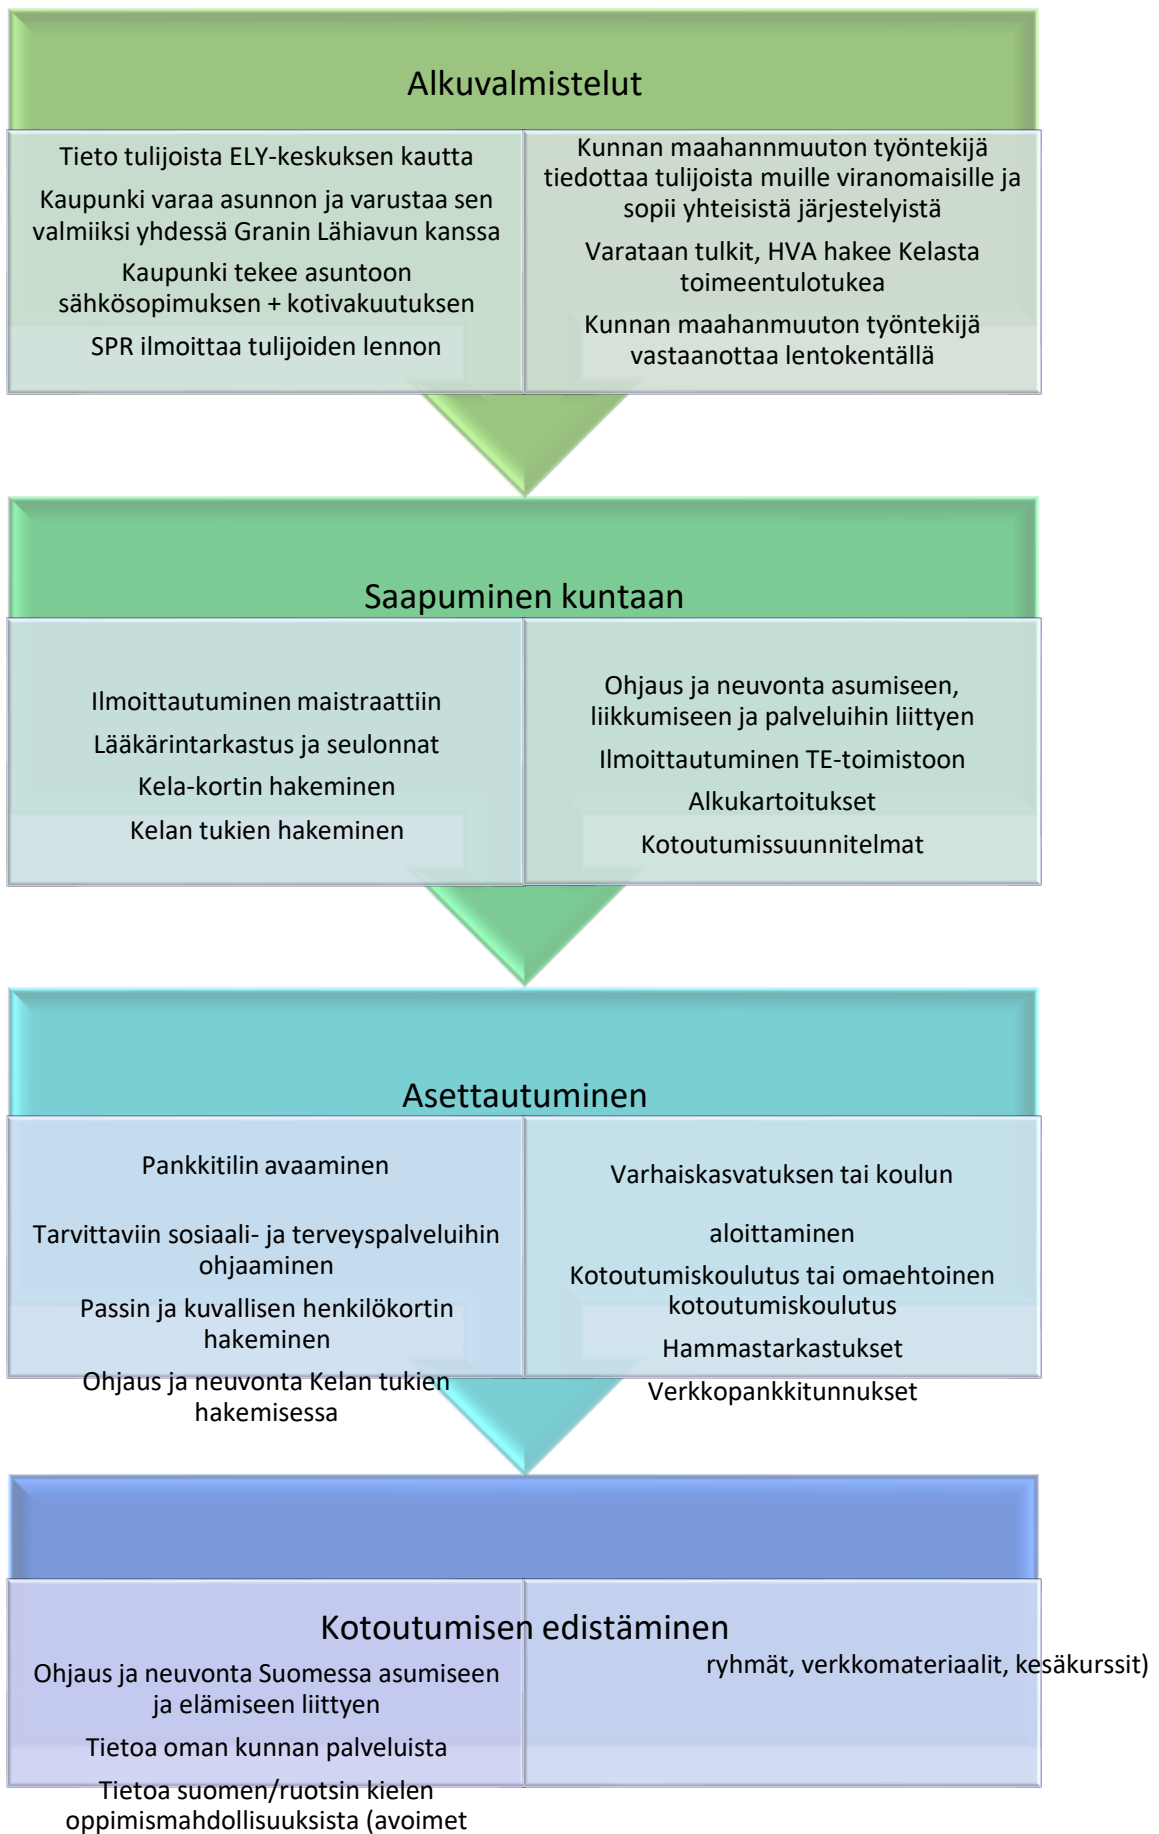 Alkuvalmistelut
Tieto tulijoista ELY-keskuksen kautta
Kaupunki varaa asunnon ja varustaa sen
valmiiksi yhdessä Granin Lähiavun kanssa
Kaupunki tekee asuntoon
sähkösopimuksen + kotivakuutuksen
SPR ilmoittaa tulijoiden lennon
Kunnan maahannmuuton työntekijä
tiedottaa tulijoista muille viranomaisille ja
sopii yhteisistä järjestelyistä
Varataan tulkit, HVA hakee Kelasta
toimeentulotukea
Kunnan maahanmuuton työntekijä
vastaanottaa lentokentällä
Saapuminen kuntaan
Ilmoittautuminen maistraattiin
Lääkärintarkastus ja seulonnat
Kela-kortin hakeminen
Kelan tukien hakeminen
Ohjaus ja neuvonta asumiseen,
liikkumiseen ja palveluihin liittyen
Ilmoittautuminen TE-toimistoon
Alkukartoitukset
Kotoutumissuunnitelmat
Asettautuminen
Pankkitilin avaaminen
Tarvittaviin sosiaali- ja terveyspalveluihin
ohjaaminen
Passin ja kuvallisen henkilökortin
hakeminen
Ohjaus ja neuvonta Kelan tukien
hakemisessa
Varhaiskasvatuksen tai koulun
aloittaminen
Kotoutumiskoulutus tai omaehtoinen
kotoutumiskoulutus
Hammastarkastukset
Verkkopankkitunnukset
Kotoutumisen edistäminen
Ohjaus ja neuvonta Suomessa asumiseen
ja elämiseen liittyen
Tietoa oman kunnan palveluista
Tietoa suomen/ruotsin kielen
oppimismahdollisuuksista (avoimet
ryhmät, verkkomateriaalit, kesäkurssit)